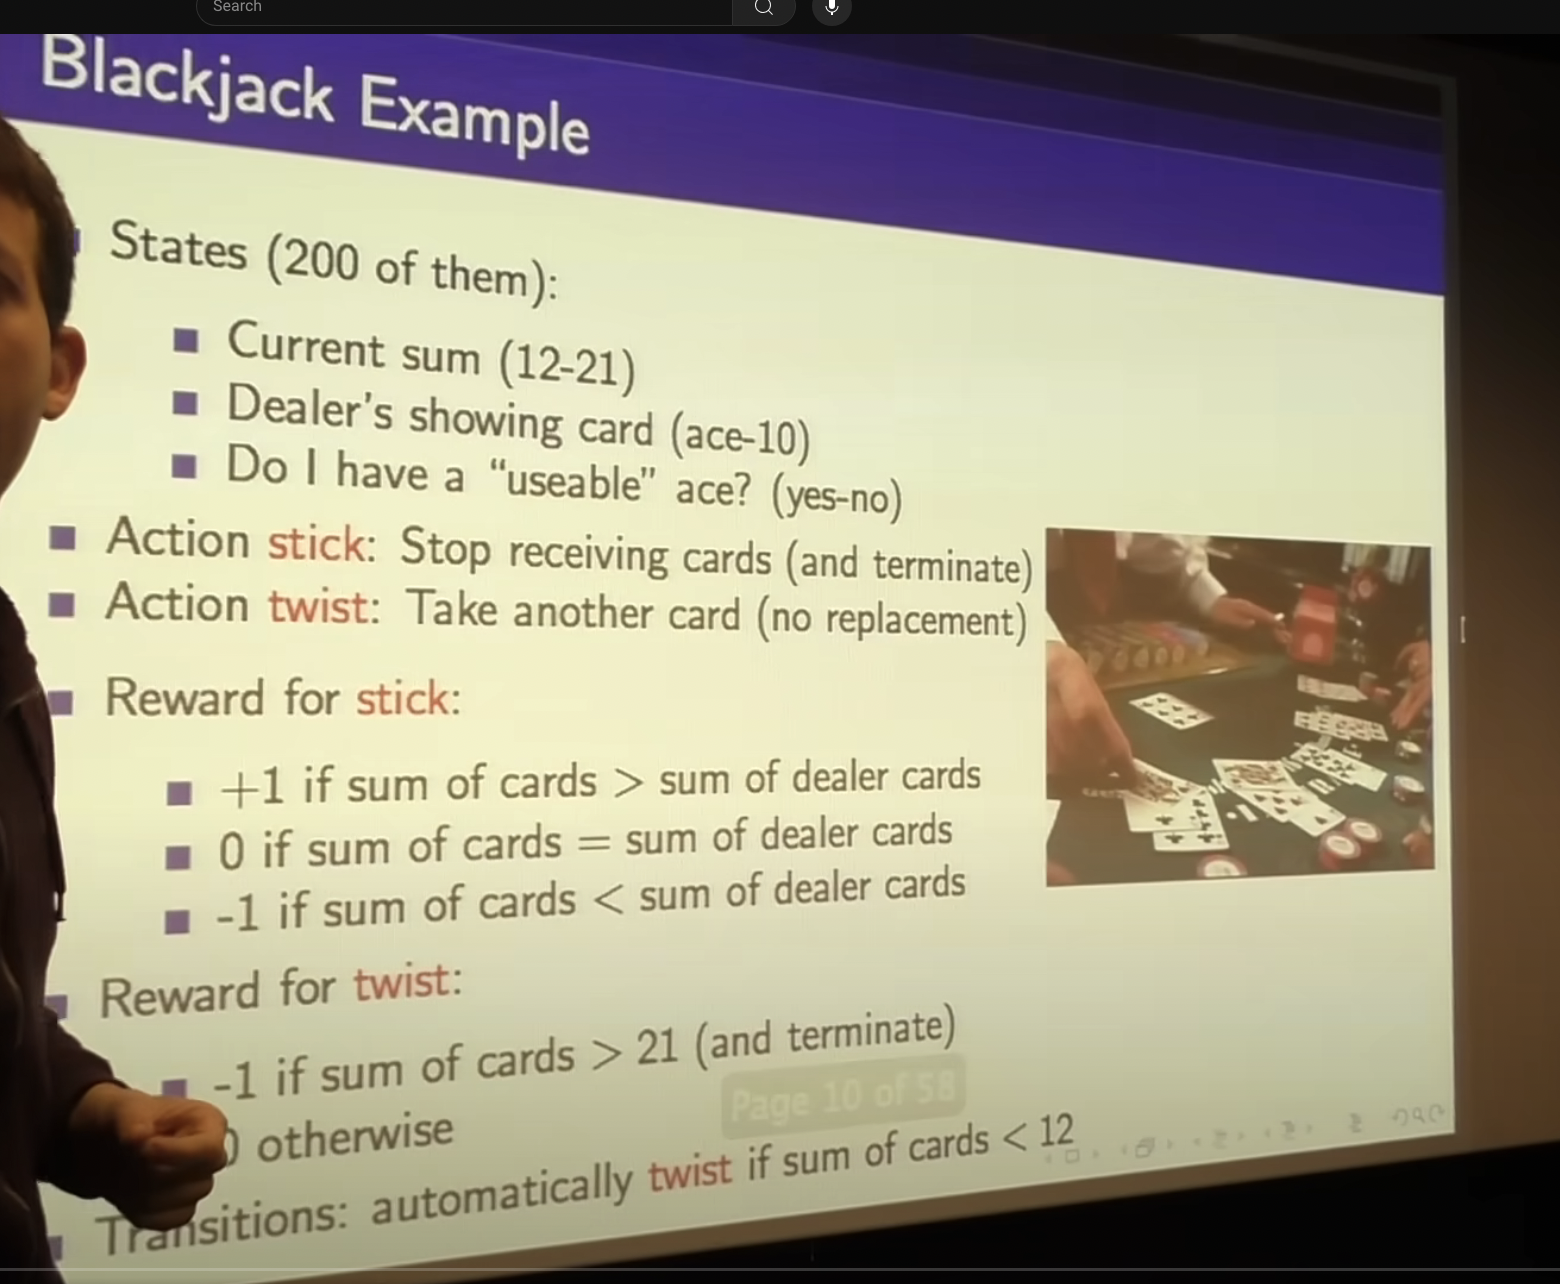 Search
Blackjack Example
States (200 of them):
Current sum (12-21)
Dealer's showing card (ace-10)
Do I have a “useable” ace? (yes-no)
Action stick: Stop receiving cards (and terminate)
Action twist: Take another card (no replacement)
Reward for stick:
+1 if sum of cards > sum of dealer cards
0 if sum of cards = sum of dealer cards
-1 if sum of cards < sum of dealer cards
Reward for twist:
-1 if sum of cards > 21 (and terminate)
0 otherwise
Page 10 of 58
Transitions: automatically twist if sum of cards < 12